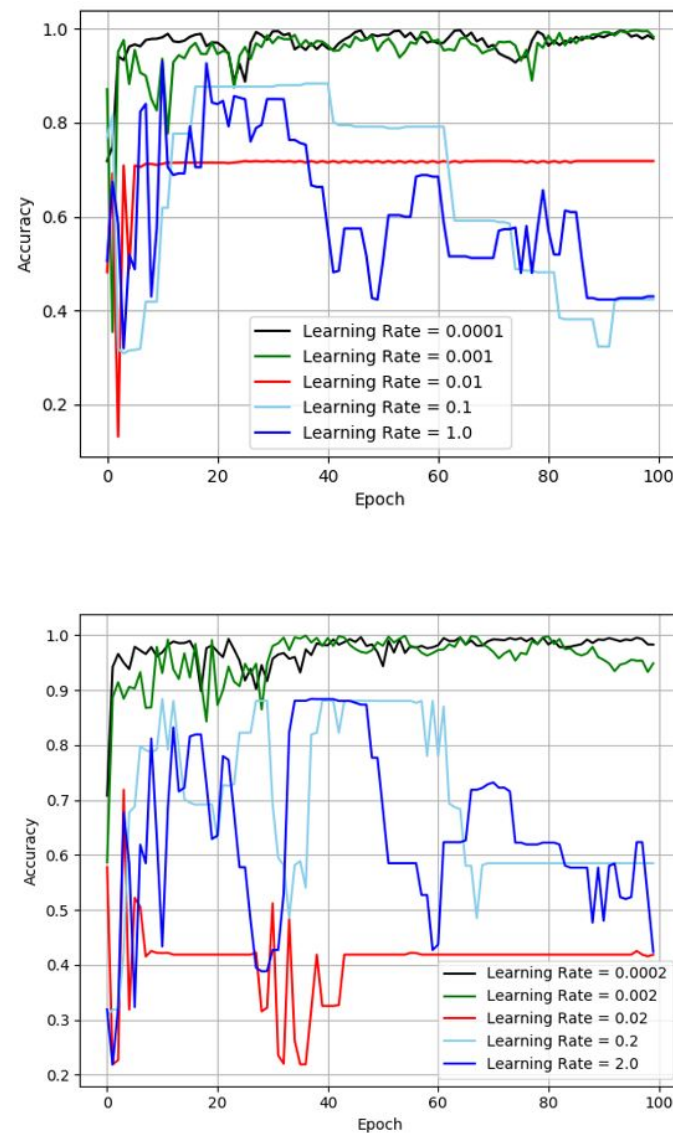 1.0
0.8
0.6
0.4
0.2
Accuracy
Learning Rate = 0.0001
Learning Rate = 0.001
Learning Rate = 0.01
Learning Rate = 0.1
Learning Rate = 1.0
0 20 40 60 80 100
Epoch
1.0
0.9
0.8
0.7
0.6
0.5
0.4
0.3
0.2
Accuracy
Learning Rate = 0.0002
Learning Rate = 0.002
Learning Rate = 0.02
Learning Rate = 0.2
Learning Rate = 2.0
0 20 40 60 80 100
Epoch